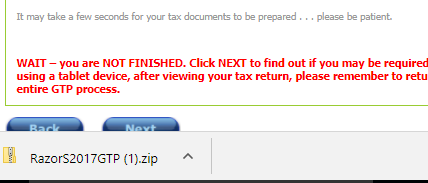 It may take a few seconds for your tax documents to be prepared . . . please be patient.
WAIT – you are NOT FINISHED. Click NEXT to find out if you may be required
using a tablet device, after viewing your tax return, please remember to retu
entire GTP process.
Back Next
RazorS2017GTP (1).zip